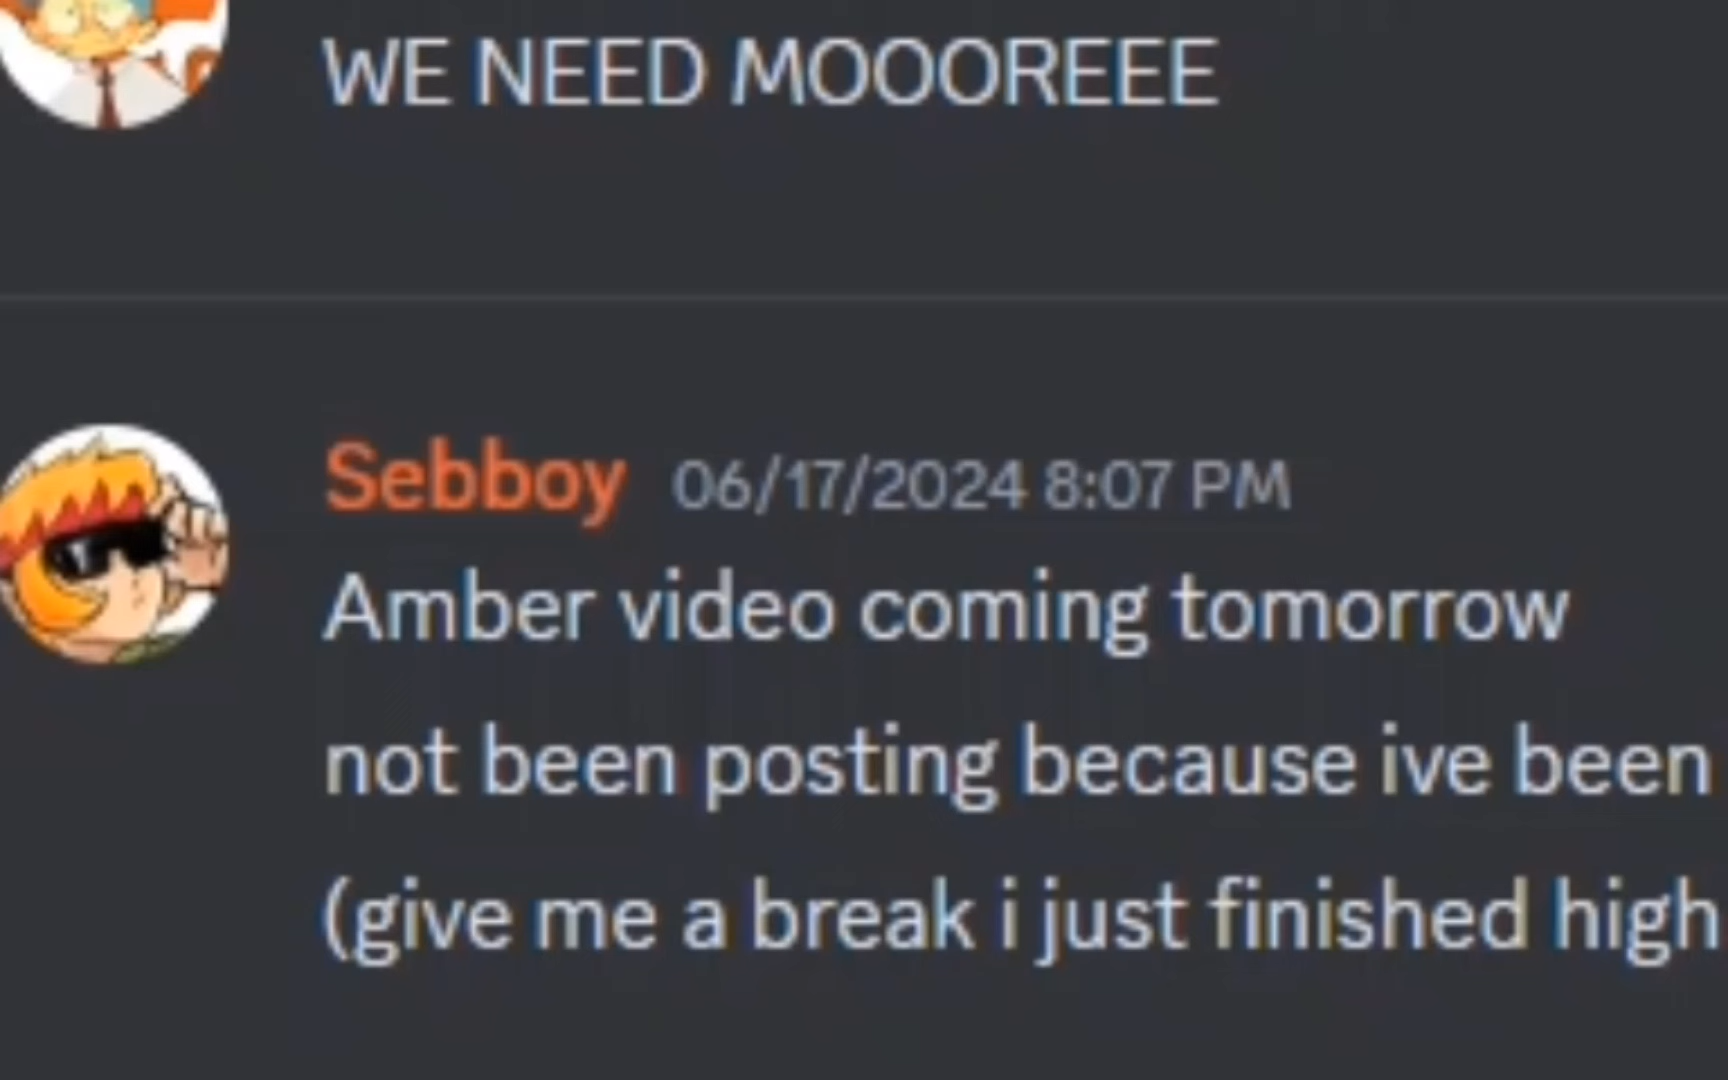 WE NEED MOOOREEE
Sebboy 06/17/2024 8:07 PM
Amber video coming tomorrow
not been posting because ive been
(give me a break i just finished high